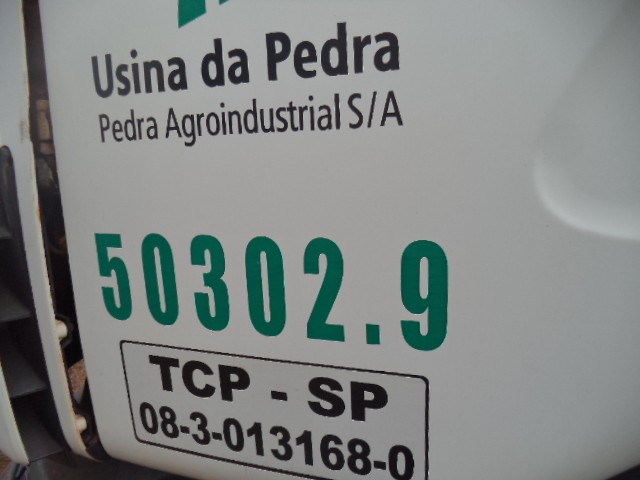 Usina da Pedra
Pedra Agroindustrial S/A
50302.9
TCP - SP
08-3-013168-0